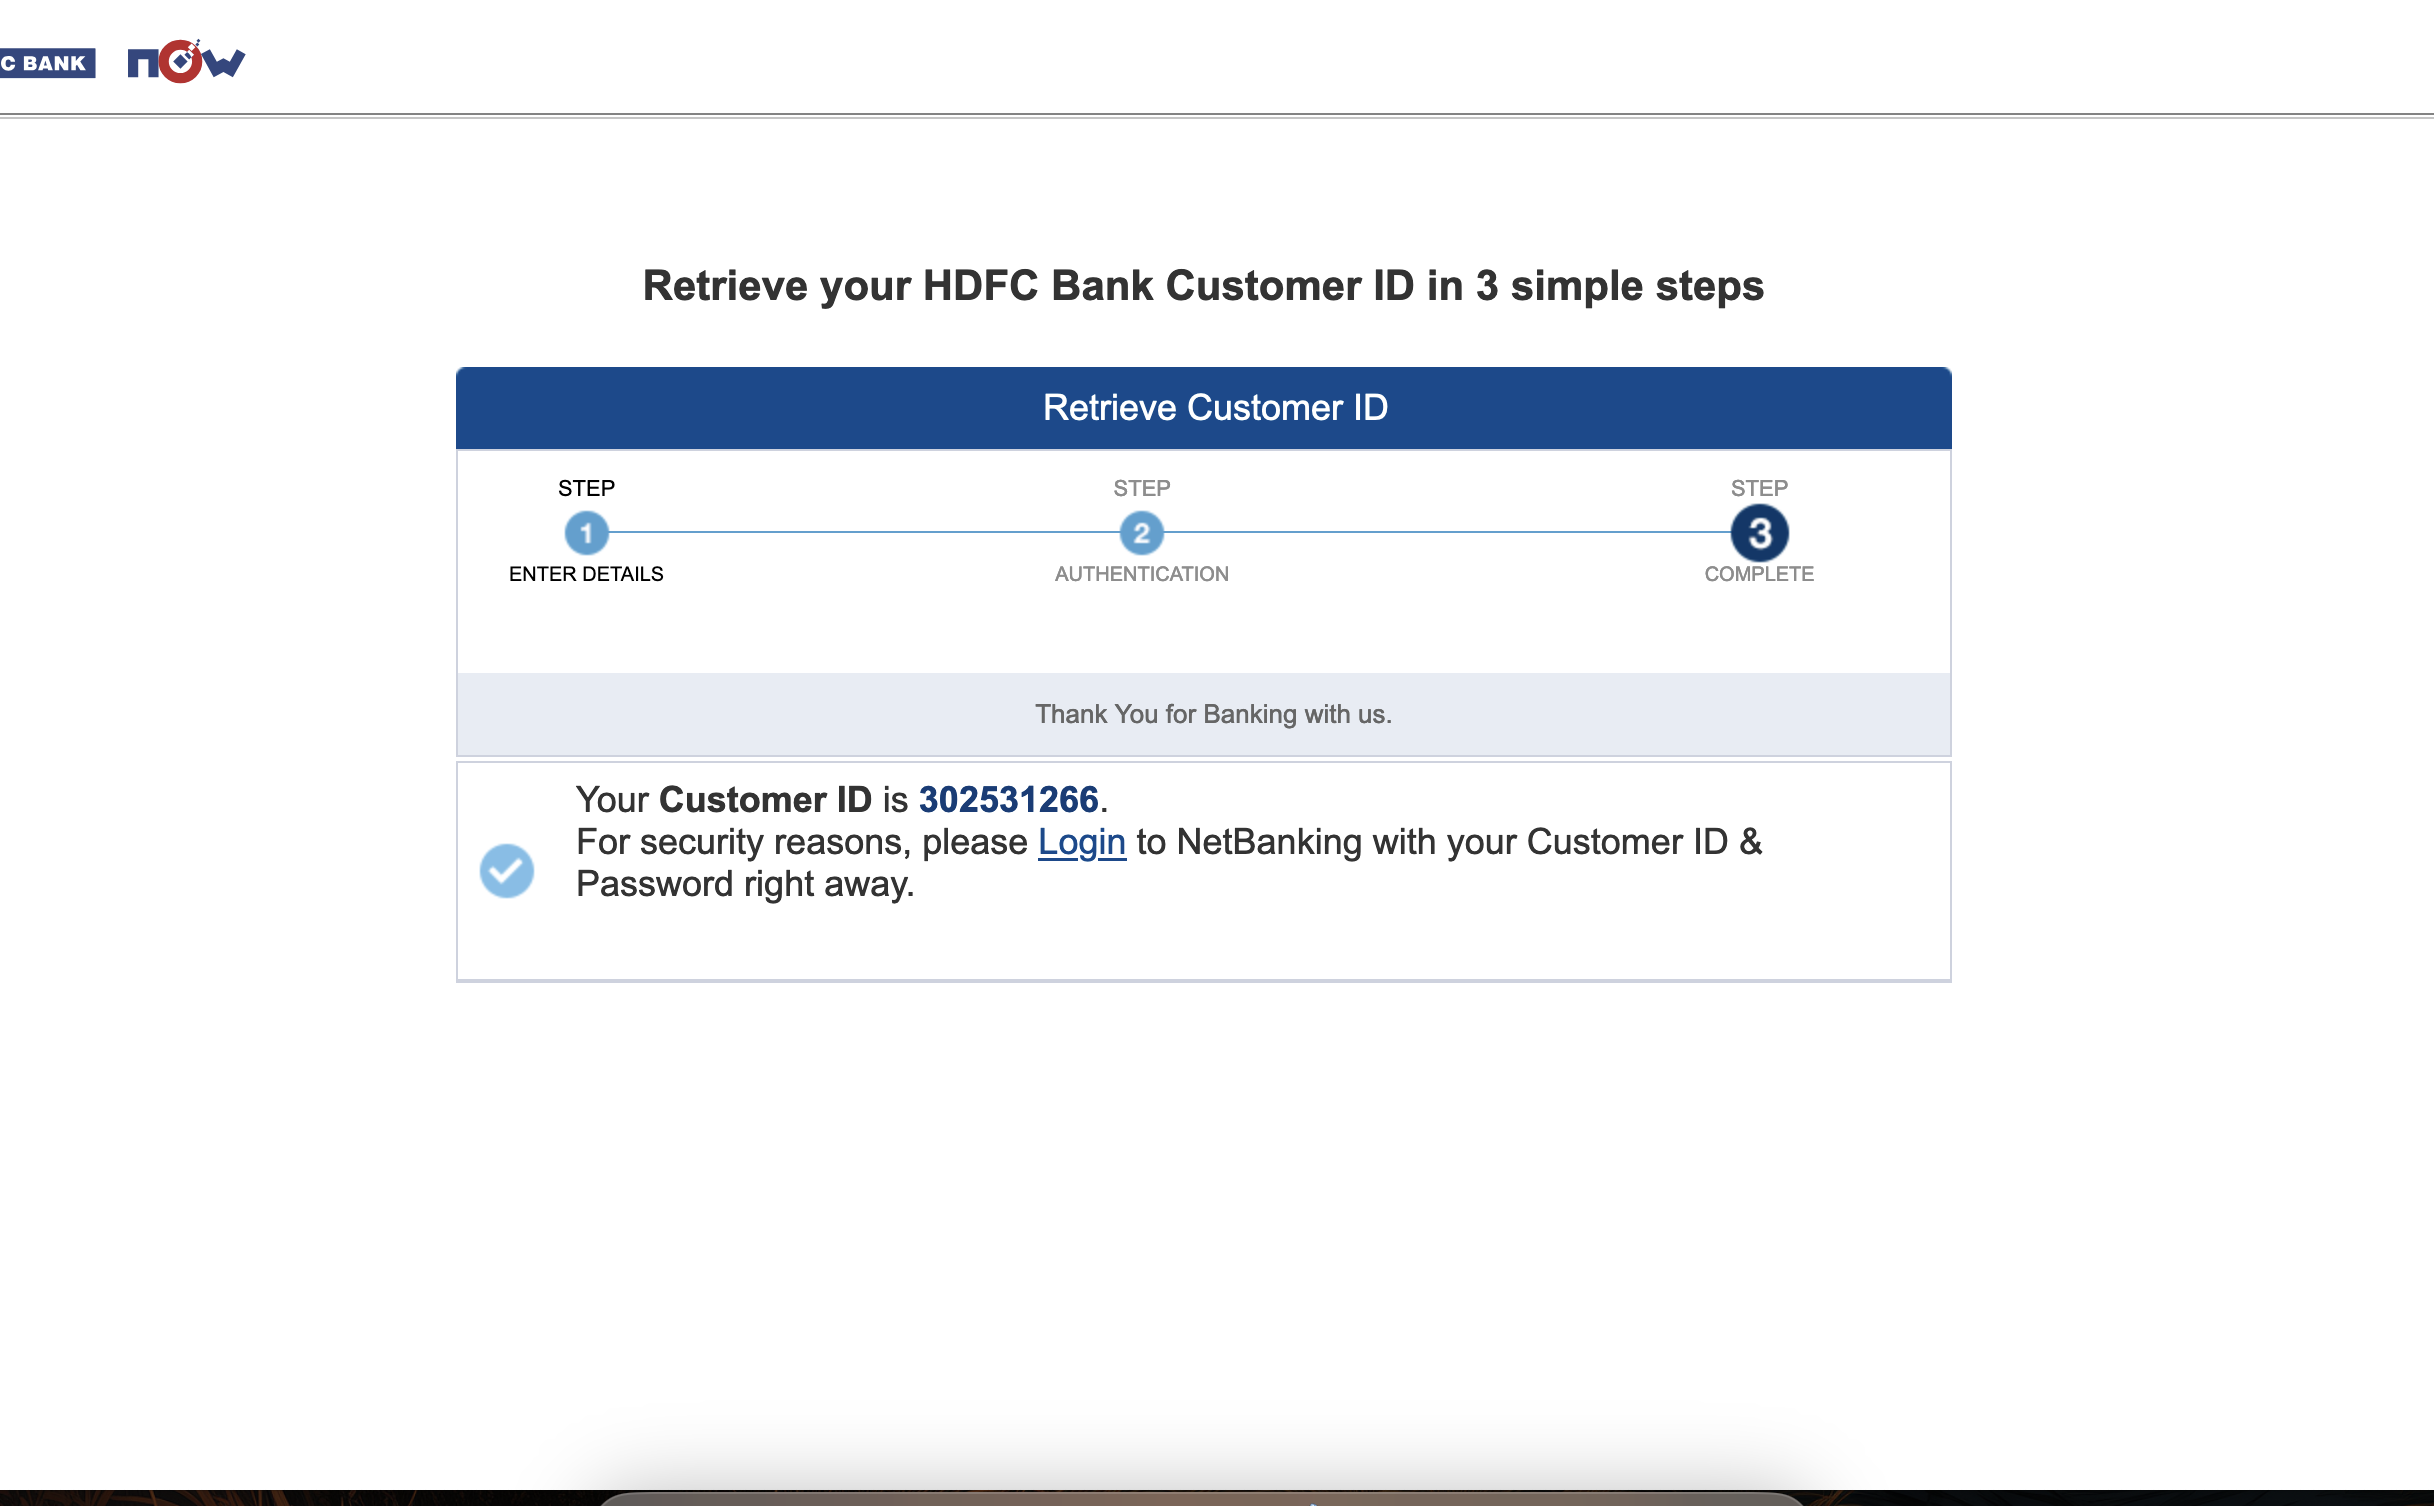 C BANK now
Retrieve your HDFC Bank Customer ID in 3 simple steps
Retrieve Customer ID
STEP STEP STEP
1 2 3
ENTER DETAILS AUTHENTICATION COMPLETE
Thank You for Banking with us.
Your Customer ID is 302531266.
For security reasons, please Login to NetBanking with your Customer ID &
Password right away.